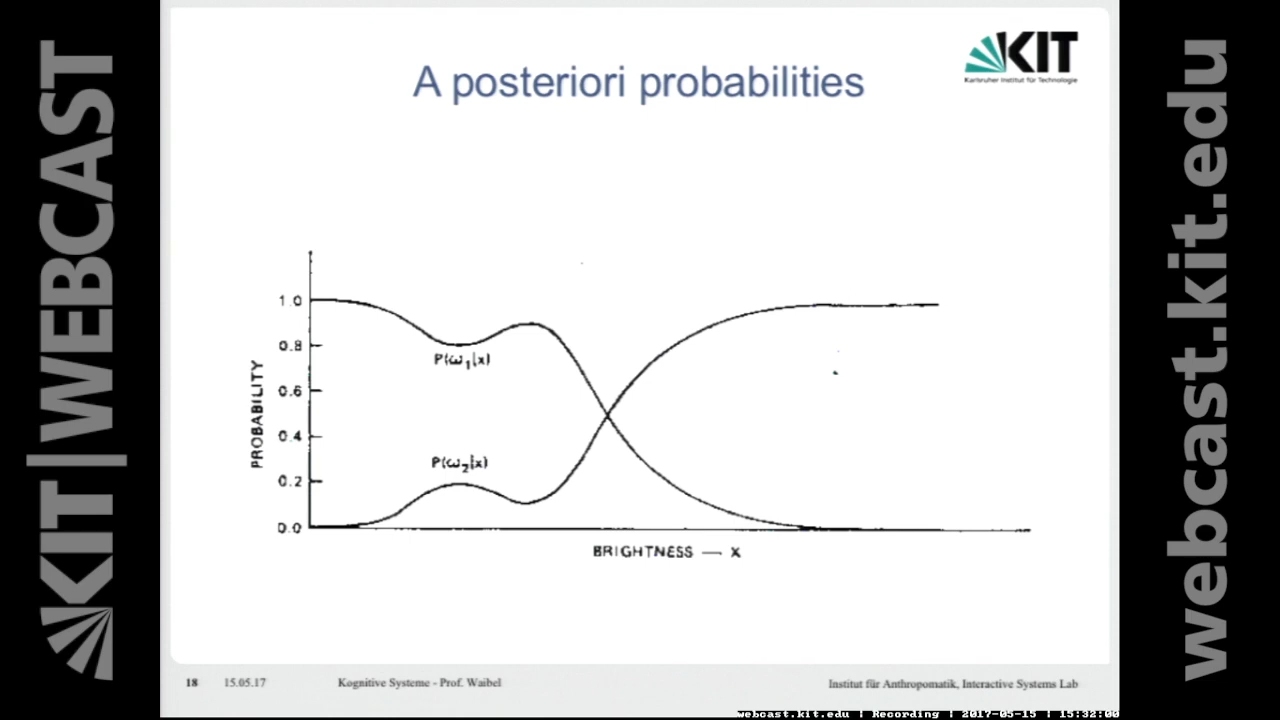 KIT|WEBCAST
A posteriori probabilities
KIT
Karlsruher Institut für Technologie
1.0
0.8
P(ω₁|x)
0.6
PROBABILITY
0.4
P(ω₂|x)
0.2
0.0
BRIGHTNESS — X
18 15.05.17 Kognitive Systeme - Prof. Waibel Institut für Anthropomatik, Interactive Systems Lab
webcast.kit.edu | Recording | 2017-05-15 | 15:32:00
webcast.kit.edu